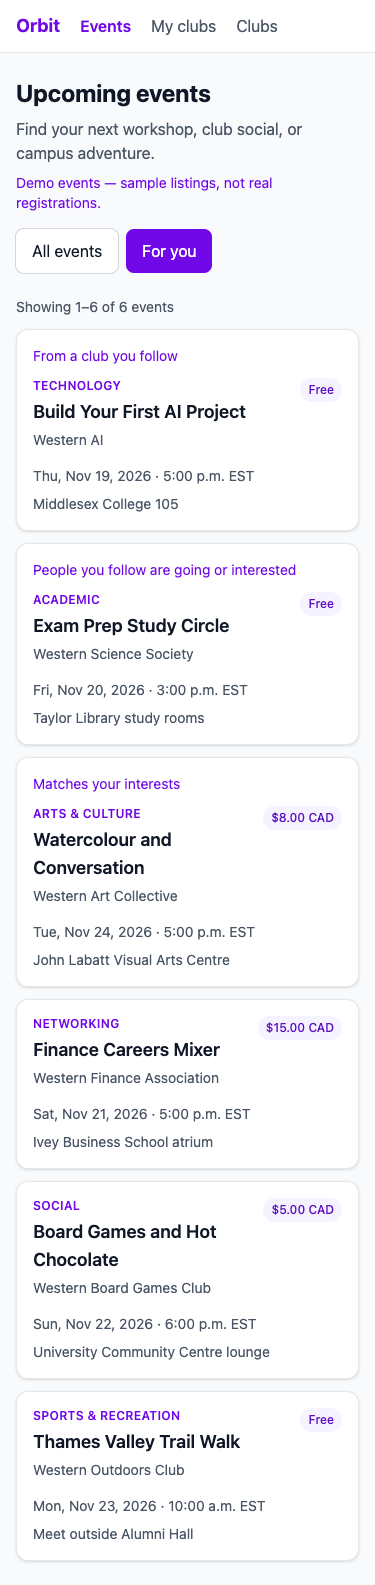 Orbit Events My clubs Clubs
Upcoming events
Find your next workshop, club social, or
campus adventure.
Demo events — sample listings, not real
registrations.
All events For you
Showing 1–6 of 6 events
From a club you follow
TECHNOLOGY Free
Build Your First AI Project
Western AI
Thu, Nov 19, 2026 · 5:00 p.m. EST
Middlesex College 105
People you follow are going or interested
ACADEMIC Free
Exam Prep Study Circle
Western Science Society
Fri, Nov 20, 2026 · 3:00 p.m. EST
Taylor Library study rooms
Matches your interests
ARTS & CULTURE $8.00 CAD
Watercolour and
Conversation
Western Art Collective
Tue, Nov 24, 2026 · 5:00 p.m. EST
John Labatt Visual Arts Centre
NETWORKING $15.00 CAD
Finance Careers Mixer
Western Finance Association
Sat, Nov 21, 2026 · 5:00 p.m. EST
Ivey Business School atrium
SOCIAL $5.00 CAD
Board Games and Hot
Chocolate
Western Board Games Club
Sun, Nov 22, 2026 · 6:00 p.m. EST
University Community Centre lounge
SPORTS & RECREATION Free
Thames Valley Trail Walk
Western Outdoors Club
Mon, Nov 23, 2026 · 10:00 a.m. EST
Meet outside Alumni Hall